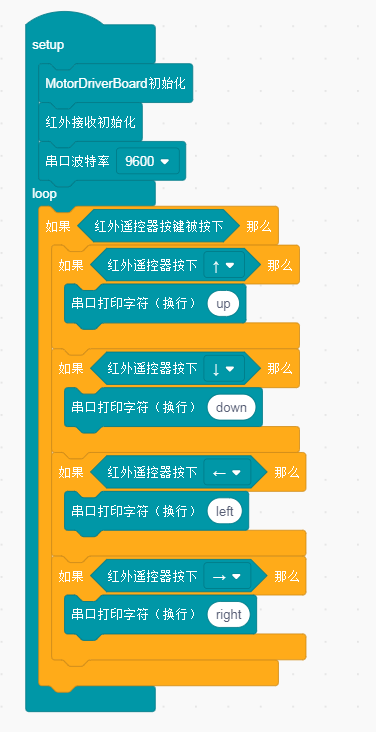 setup
MotorDriverBoard初始化
红外接收初始化
串口波特率 9600
loop
如果 红外遥控器按键被按下 那么
如果 红外遥控器按下 ↑ 那么
串口打印字符（换行） up
如果 红外遥控器按下 ↓ 那么
串口打印字符（换行） down
如果 红外遥控器按下 ← 那么
串口打印字符（换行） left
如果 红外遥控器按下 → 那么
串口打印字符（换行） right